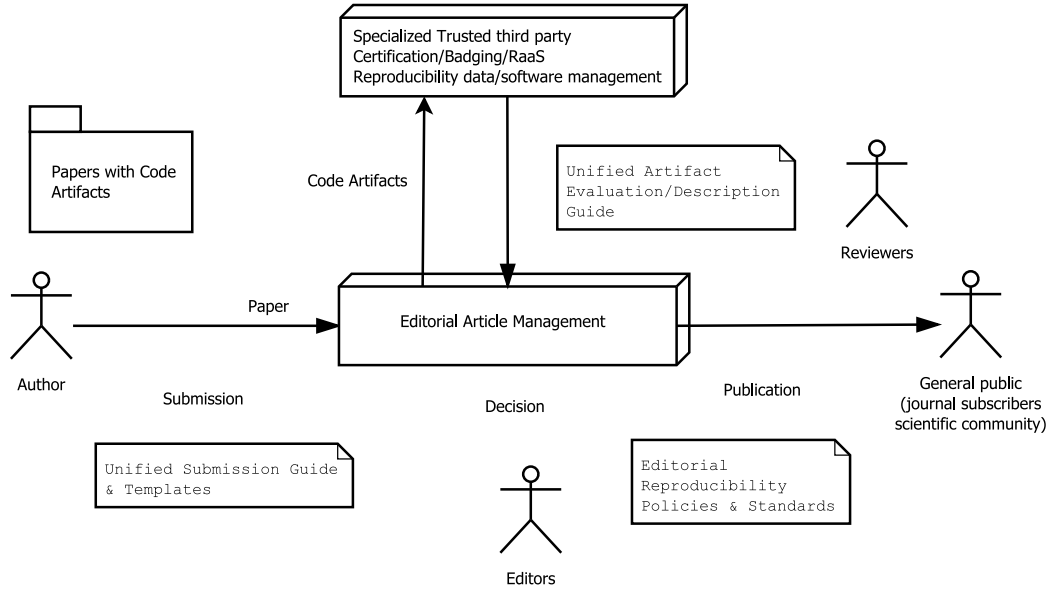 Specialized Trusted third party
Certification/Badging/RaaS
Reproducibility data/software management
Papers with Code
Artifacts
Code Artifacts
Unified Artifact
Evaluation/Description
Guide
Reviewers
Paper
Editorial Article Management
Author
Submission
Decision
Publication
General public
(journal subscribers
scientific community)
Unified Submission Guide
& Templates
Editorial
Reproducibility
Policies & Standards
Editors